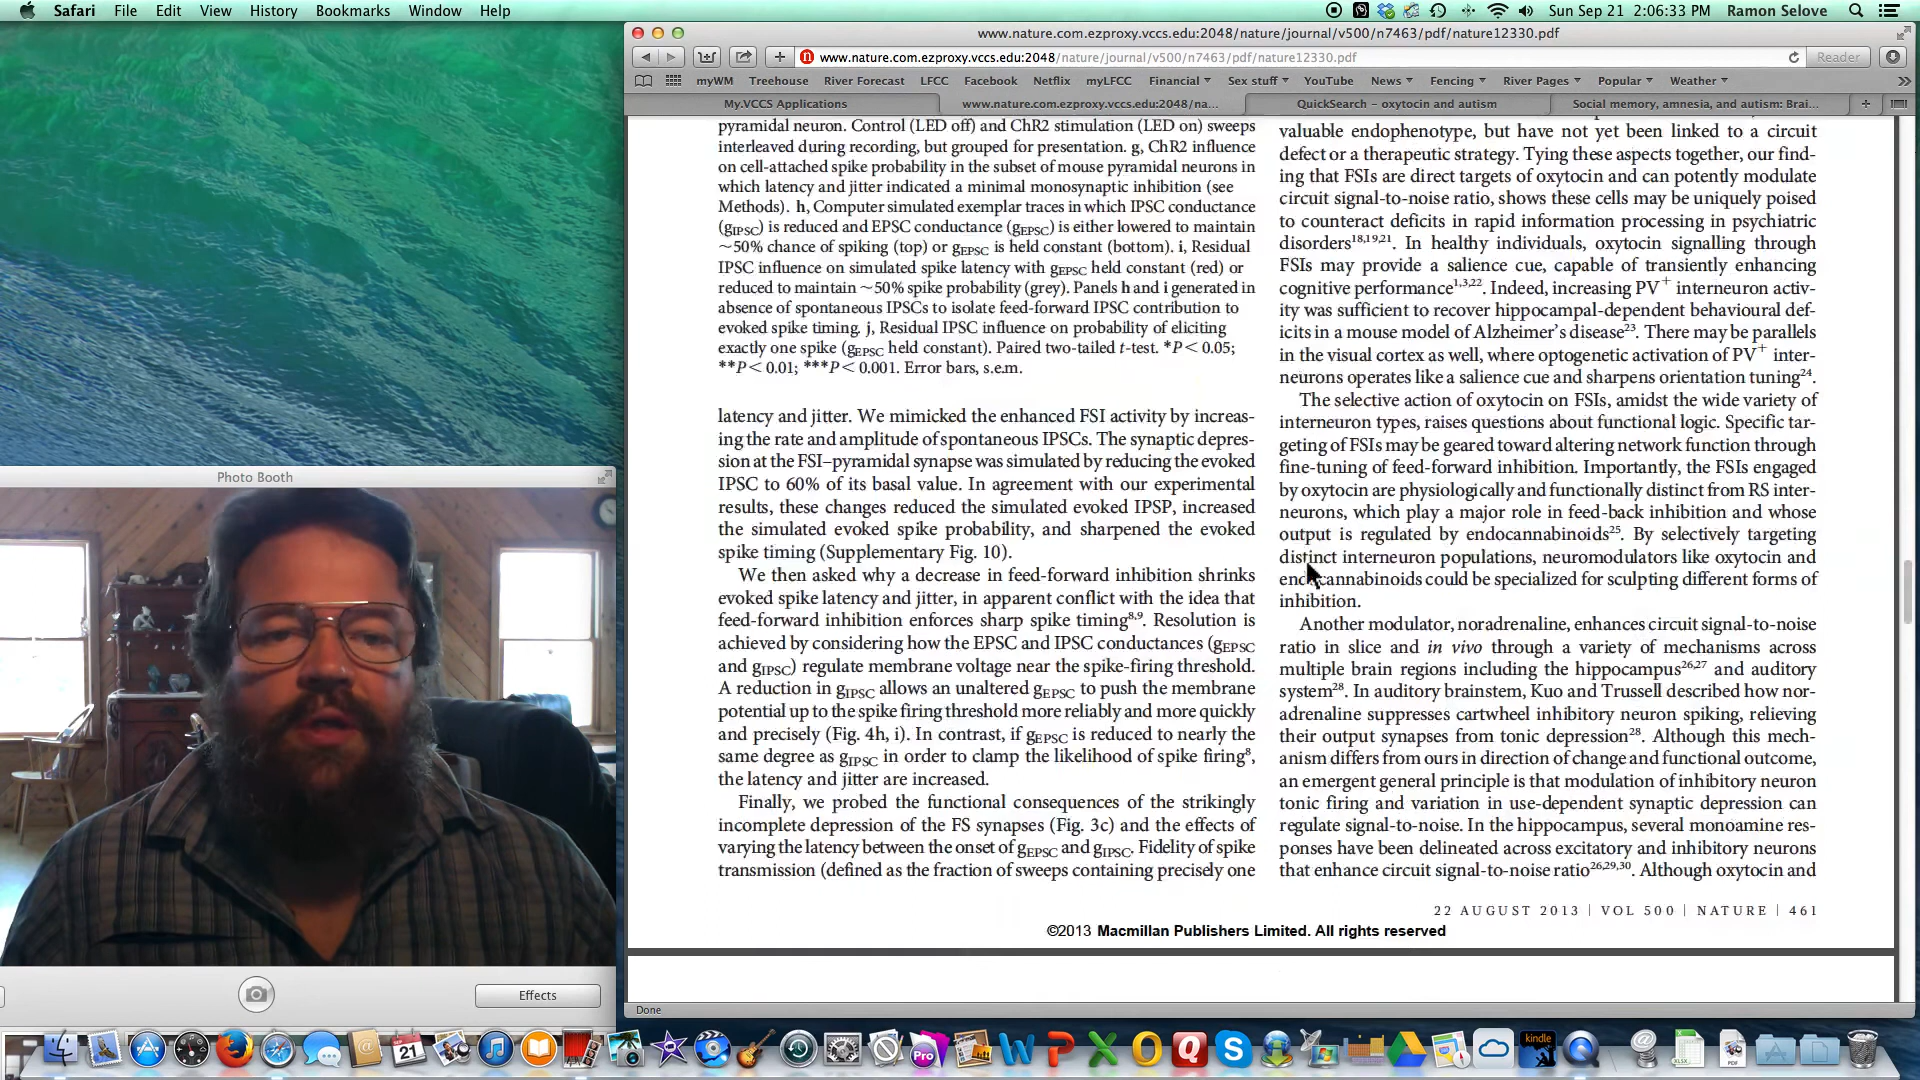 Safari File Edit View History Bookmarks Window Help
Sun Sep 21 2:06:33 PM Ramon Selove
www.nature.com.ezproxy.vccs.edu:2048/nature/journal/v500/n7463/pdf/nature12330.pdf
www.nature.com.ezproxy.vccs.edu:2048/nature/journal/v500/n7463/pdf/nature12330.pdf Reader
myWM Treehouse River Forecast LFCC Facebook Netflix myLFCC Financial Sex stuff YouTube News Fencing River Pages Popular Weather
My.VCCS Applications www.nature.com.ezproxy.vccs.edu:2048/na... QuickSearch – oxytocin and autism Social memory, amnesia, and autism: Brai...
pyramidal neuron. Control (LED off) and ChR2 stimulation (LED on) sweeps
interleaved during recording, but grouped for presentation. g, ChR2 influence
on cell-attached spike probability in the subset of mouse pyramidal neurons in
which latency and jitter indicated a minimal monosynaptic inhibition (see
Methods). h, Computer simulated exemplar traces in which IPSC conductance
(gIPSC) is reduced and EPSC conductance (gEPSC) is either lowered to maintain
~50% chance of spiking (top) or gEPSC is held constant (bottom). i, Residual
IPSC influence on simulated spike latency with gEPSC held constant (red) or
reduced to maintain ~50% spike probability (grey). Panels h and i generated in
absence of spontaneous IPSCs to isolate feed-forward IPSC contribution to
evoked spike timing. j, Residual IPSC influence on probability of eliciting
exactly one spike (gEPSC held constant). Paired two-tailed t-test. *P < 0.05;
**P < 0.01; ***P < 0.001. Error bars, s.e.m.
latency and jitter. We mimicked the enhanced FSI activity by increas-
ing the rate and amplitude of spontaneous IPSCs. The synaptic depres-
sion at the FSI–pyramidal synapse was simulated by reducing the evoked
IPSC to 60% of its basal value. In agreement with our experimental
results, these changes reduced the simulated evoked IPSP, increased
the simulated evoked spike probability, and sharpened the evoked
spike timing (Supplementary Fig. 10).
We then asked why a decrease in feed-forward inhibition shrinks
evoked spike latency and jitter, in apparent conflict with the idea that
feed-forward inhibition enforces sharp spike timing8,9. Resolution is
achieved by considering how the EPSC and IPSC conductances (gEPSC
and gIPSC) regulate membrane voltage near the spike-firing threshold.
A reduction in gIPSC allows an unaltered gEPSC to push the membrane
potential up to the spike firing threshold more reliably and more quickly
and precisely (Fig. 4h, i). In contrast, if gEPSC is reduced to nearly the
same degree as gIPSC in order to clamp the likelihood of spike firing8,
the latency and jitter are increased.
Finally, we probed the functional consequences of the strikingly
incomplete depression of the FS synapses (Fig. 3c) and the effects of
varying the latency between the onset of gEPSC and gIPSC. Fidelity of spike
transmission (defined as the fraction of sweeps containing precisely one
valuable endophenotype, but have not yet been linked to a circuit
defect or a therapeutic strategy. Tying these aspects together, our find-
ing that FSIs are direct targets of oxytocin and can potently modulate
circuit signal-to-noise ratio, shows these cells may be uniquely poised
to counteract deficits in rapid information processing in psychiatric
disorders18,19,21. In healthy individuals, oxytocin signalling through
FSIs may provide a salience cue, capable of transiently enhancing
cognitive performance1,3,22. Indeed, increasing PV+ interneuron activ-
ity was sufficient to recover hippocampal-dependent behavioural def-
icits in a mouse model of Alzheimer's disease23. There may be parallels
in the visual cortex as well, where optogenetic activation of PV+ inter-
neurons operates like a salience cue and sharpens orientation tuning24.
The selective action of oxytocin on FSIs, amidst the wide variety of
interneuron types, raises questions about functional logic. Specific tar-
geting of FSIs may be geared toward altering network function through
fine-tuning of feed-forward inhibition. Importantly, the FSIs engaged
by oxytocin are physiologically and functionally distinct from RS inter-
neurons, which play a major role in feed-back inhibition and whose
output is regulated by endocannabinoids25. By selectively targeting
distinct interneuron populations, neuromodulators like oxytocin and
endocannabinoids could be specialized for sculpting different forms of
inhibition.
Another modulator, noradrenaline, enhances circuit signal-to-noise
ratio in slice and in vivo through a variety of mechanisms across
multiple brain regions including the hippocampus26,27 and auditory
system28. In auditory brainstem, Kuo and Trussell described how nor-
adrenaline suppresses cartwheel inhibitory neuron spiking, relieving
their output synapses from tonic depression28. Although this mech-
anism differs from ours in direction of change and functional outcome,
an emergent general principle is that modulation of inhibitory neuron
tonic firing and variation in use-dependent synaptic depression can
regulate signal-to-noise. In the hippocampus, several monoamine res-
ponses have been delineated across excitatory and inhibitory neurons
that enhance circuit signal-to-noise ratio26,29,30. Although oxytocin and
22 AUGUST 2013 | VOL 500 | NATURE | 461
©2013 Macmillan Publishers Limited. All rights reserved
Done
Photo Booth
Effects
SEP
21
Pro
kindle
XLSX
PDF